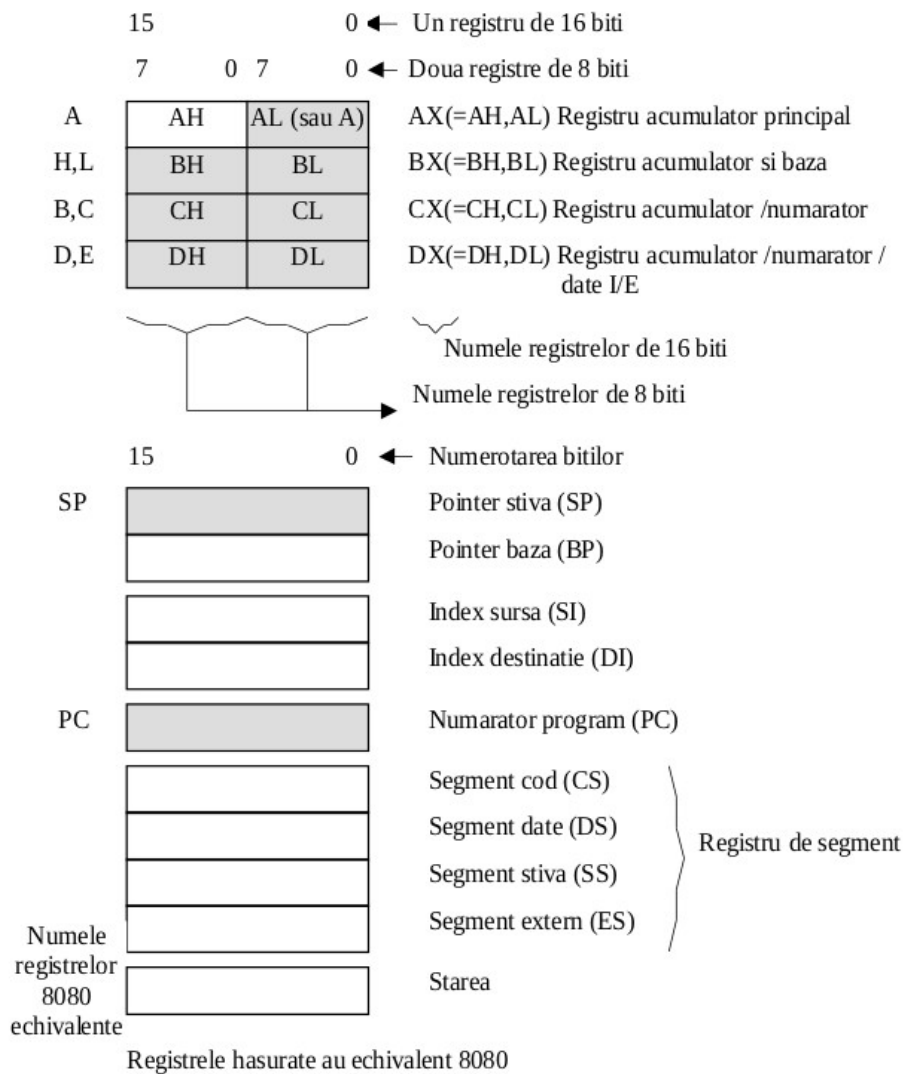 15 0 Un registru de 16 biti
7 0 7 0 Doua registre de 8 biti
A AH AL (sau A) AX(=AH,AL) Registru acumulator principal
H,L BH BL BX(=BH,BL) Registru acumulator si baza
B,C CH CL CX(=CH,CL) Registru acumulator /numarator
D,E DH DL DX(=DH,DL) Registru acumulator /numarator /
date I/E
Numele registrelor de 16 biti
Numele registrelor de 8 biti
15 0 Numerotarea bitilor
SP Pointer stiva (SP)
Pointer baza (BP)
Index sursa (SI)
Index destinatie (DI)
PC Numarator program (PC)
Segment cod (CS)
Segment date (DS)
Registru de segment
Segment stiva (SS)
Segment extern (ES)
Numele
registrelor
8080
echivalente
Starea
Registrele hasurate au echivalent 8080